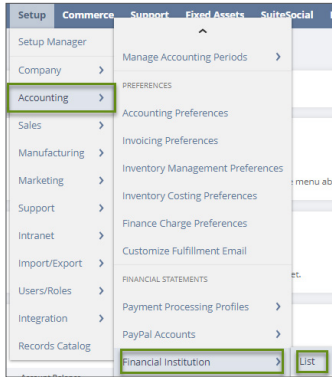 Setup Commerce Support Fixed Assets SuiteSocial
Setup Manager
Company
Accounting
Sales
Manufacturing
Marketing
Support
Intranet
Import/Export
Users/Roles
Integration
Records Catalog
Manage Accounting Periods
PREFERENCES
Accounting Preferences
Invoicing Preferences
Inventory Management Preferences
Inventory Costing Preferences
Finance Charge Preferences
Customize Fulfillment Email
FINANCIAL STATEMENTS
Payment Processing Profiles
PayPal Accounts
Financial Institution
List
menu ab
et.